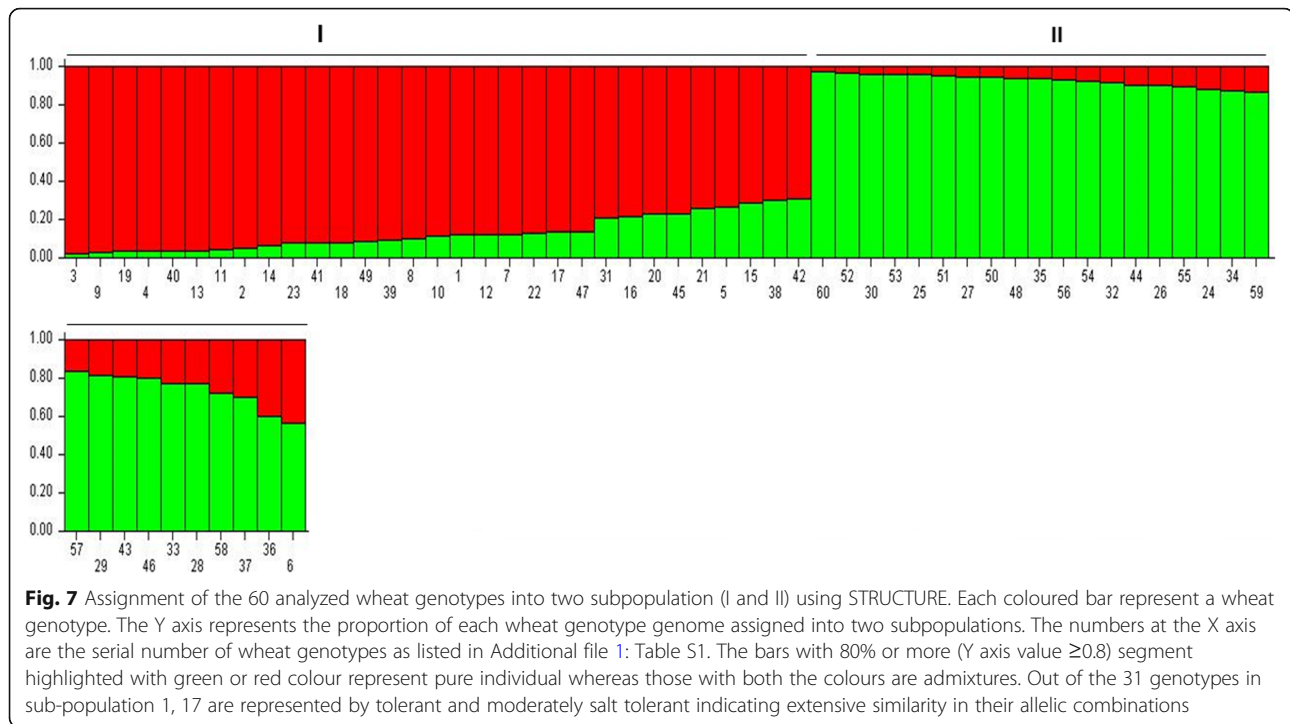 I II
1.00
0.80
0.60
0.40
0.20
0.00
3 19 40 11 14 41 49 8 1 7 17 31 20 21 15 42 52 53 51 50 35 54 44 55 34
9 4 13 2 23 18 39 10 12 22 47 16 45 5 38 60 30 25 27 48 56 32 26 24 59
1.00
0.80
0.60
0.40
0.20
0.00
57 43 33 58 36
29 46 28 37 6
Fig. 7 Assignment of the 60 analyzed wheat genotypes into two subpopulation (I and II) using STRUCTURE. Each coloured bar represent a wheat
genotype. The Y axis represents the proportion of each wheat genotype genome assigned into two subpopulations. The numbers at the X axis
are the serial number of wheat genotypes as listed in Additional file 1: Table S1. The bars with 80% or more (Y axis value ≥0.8) segment
highlighted with green or red colour represent pure individual whereas those with both the colours are admixtures. Out of the 31 genotypes in
sub-population 1, 17 are represented by tolerant and moderately salt tolerant indicating extensive similarity in their allelic combinations